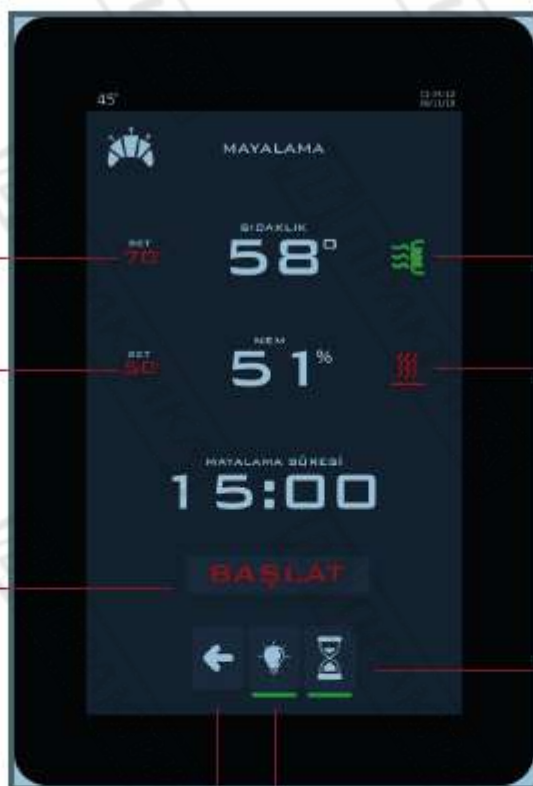 45°
MAYALAMA
SICAKLIK
SET
70
58°
NEM
SET
50
51%
MAYALAMA SÜRESİ
15:00
BAŞLAT